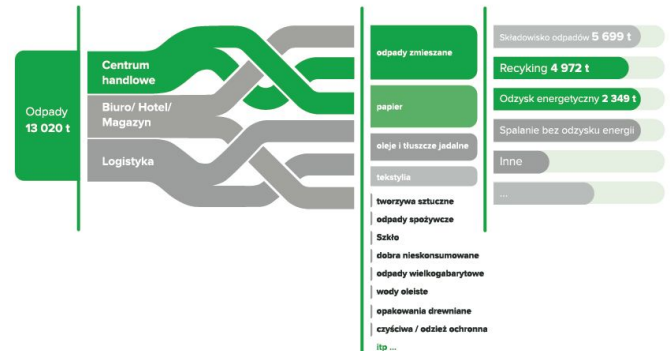 Odpady
13 020 t
Centrum
handlowe
Biuro/ Hotel/
Magazyn
Logistyka
odpady zmieszane
papier
oleje i tłuszcze jadalne
tekstylia
tworzywa sztuczne
odpady spożywcze
Szkło
dobra nieskonsumowane
odpady wielkogabarytowe
wody oleiste
opakowania drewniane
czyściwa / odzież ochronna
itp ...
Składowisko odpadów 5 699 t
Recyking 4 972 t
Odzysk energetyczny 2 349 t
Spalanie bez odzysku energii
Inne
...